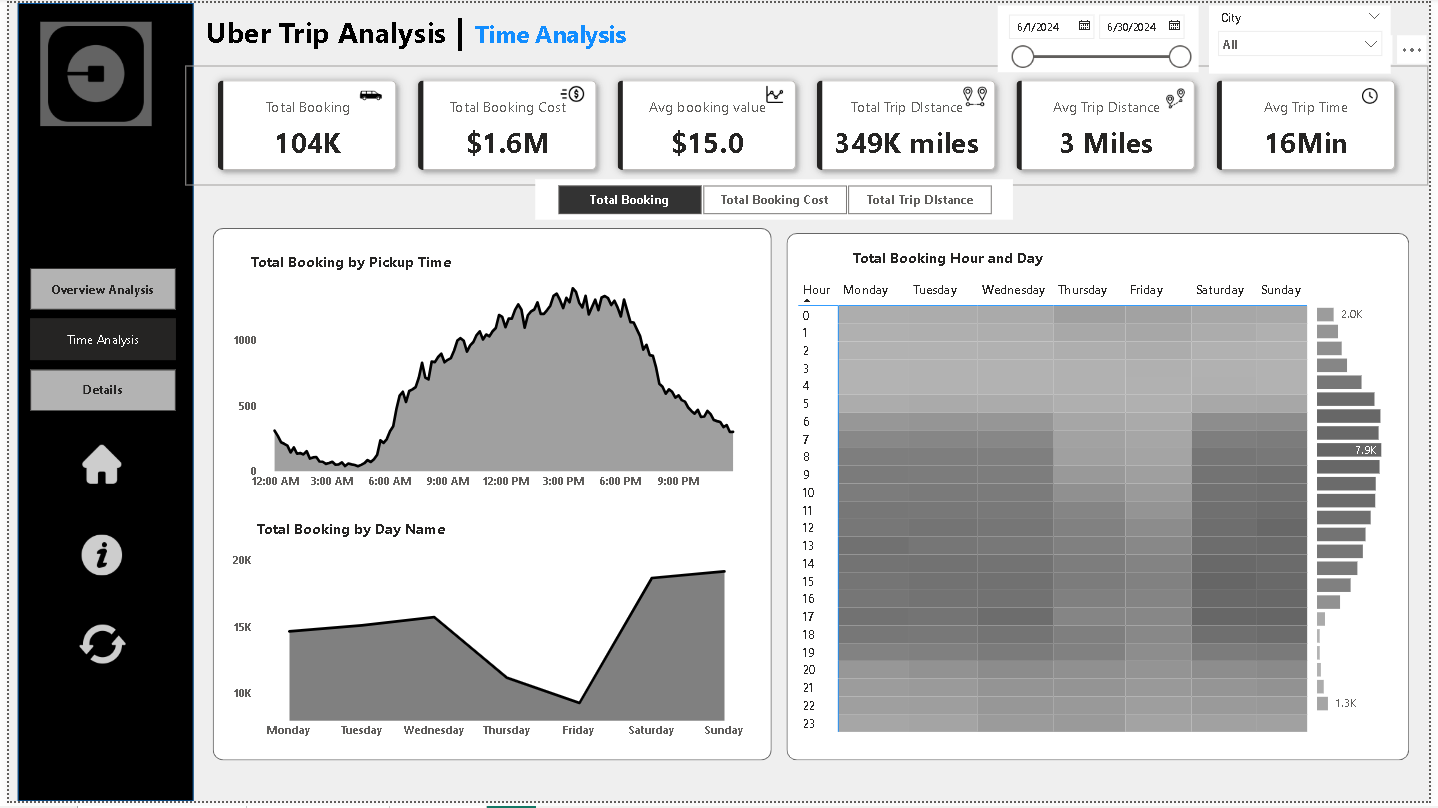 Uber Trip Analysis | Time Analysis
6/1/2024 6/30/2024
City
All
Total Booking
104K
Total Booking Cost
$1.6M
Avg booking value
$15.0
Total Trip DIstance
349K miles
Avg Trip Distance
3 Miles
Avg Trip Time
16Min
Total Booking Total Booking Cost Total Trip DIstance
Overview Analysis
Time Analysis
Details
Total Booking by Pickup Time
1000
500
0
12:00 AM 3:00 AM 6:00 AM 9:00 AM 12:00 PM 3:00 PM 6:00 PM 9:00 PM
Total Booking by Day Name
20K
15K
10K
Monday Tuesday Wednesday Thursday Friday Saturday Sunday
Total Booking Hour and Day
Hour Monday Tuesday Wednesday Thursday Friday Saturday Sunday
0
1
2
3
4
5
6
7
8
9
10
11
12
13
14
15
16
17
18
19
20
21
22
23
2.0K
7.9K
1.3K